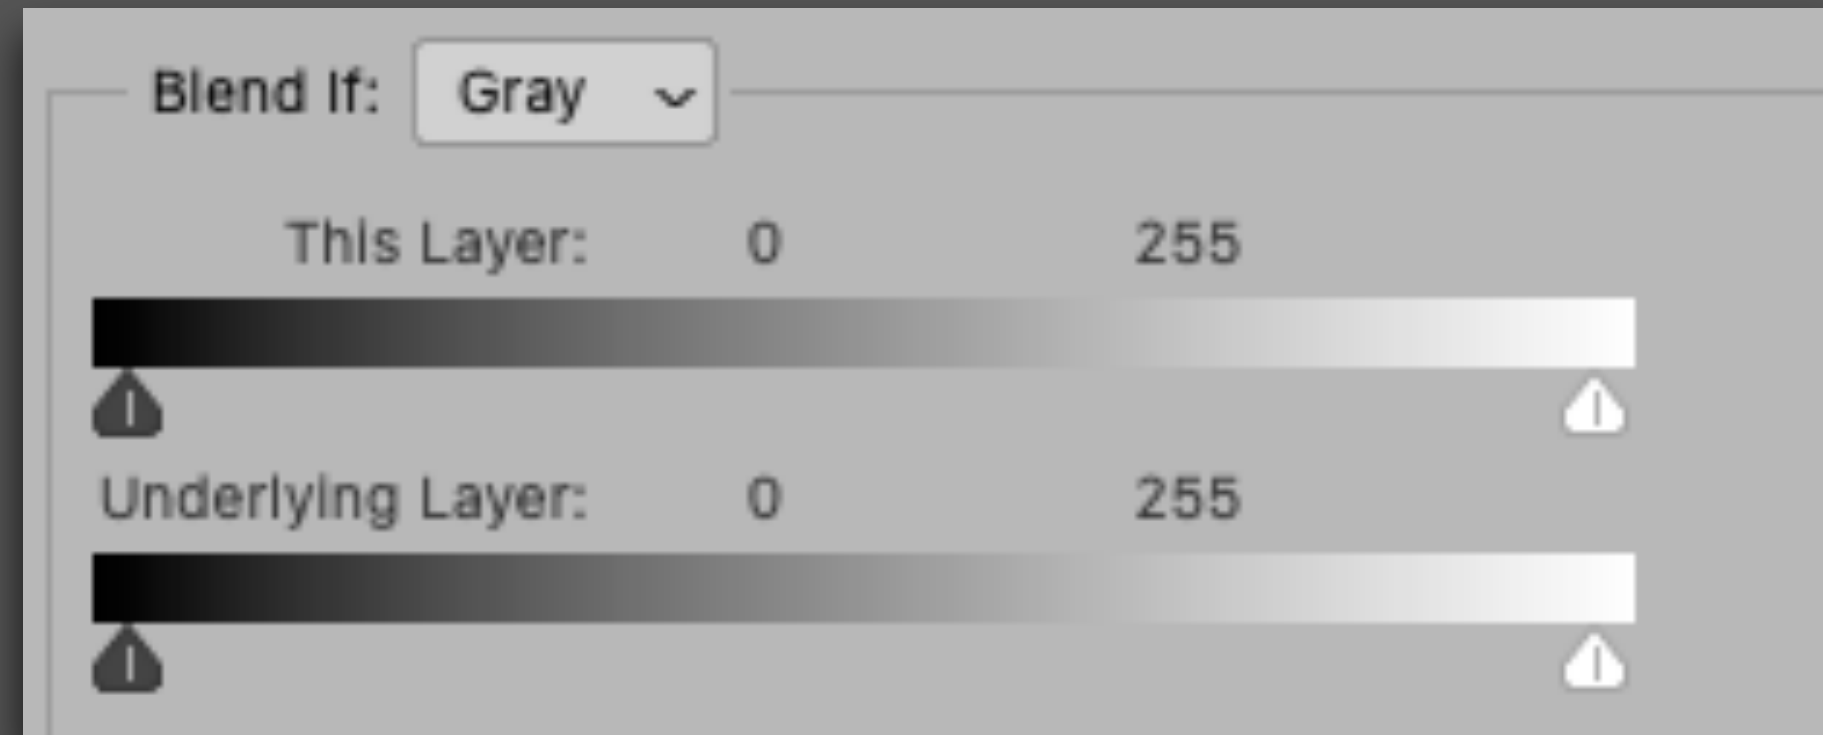 Blend If: Gray
This Layer: 0 255
Underlying Layer: 0 255